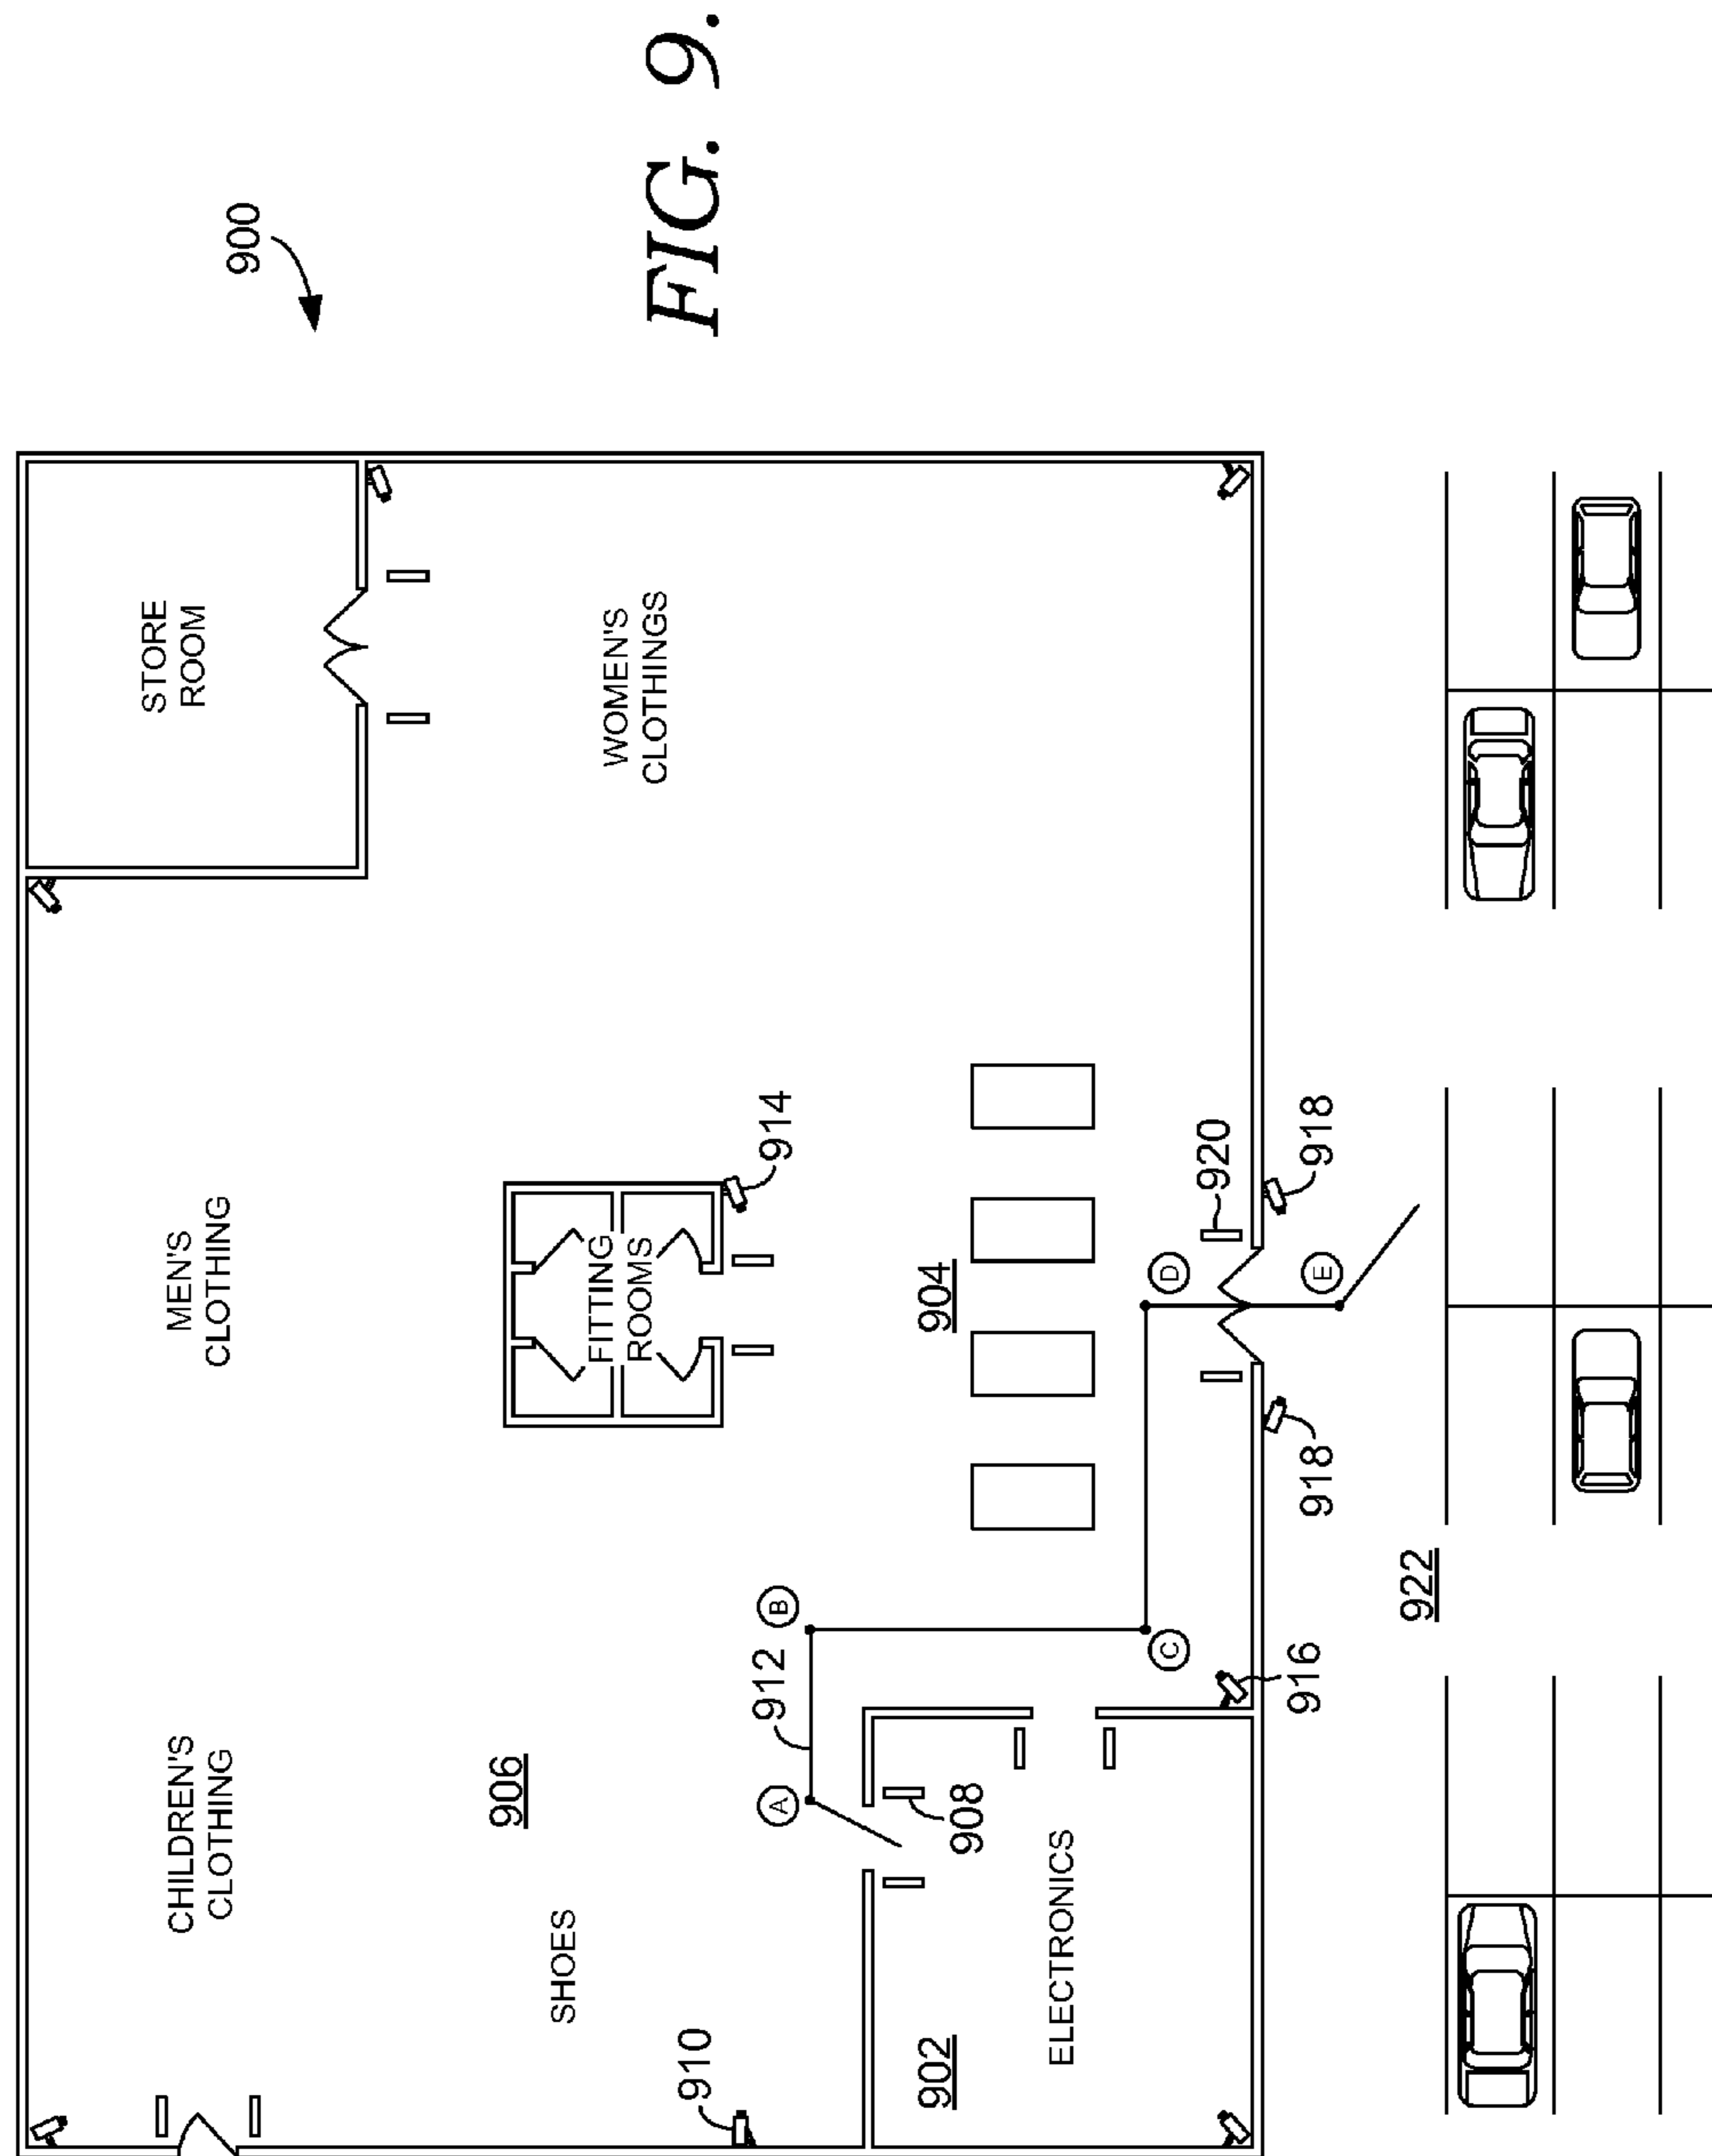 900
CHILDREN'S
CLOTHING
MEN'S
CLOTHING
STORE
ROOM
906
SHOES
FITTING
ROOMS
WOMEN'S
CLOTHINGS
910
912
A
B
914
902
908
904
ELECTRONICS
C
D
920
916
918
918
E
922
FIG. 9.